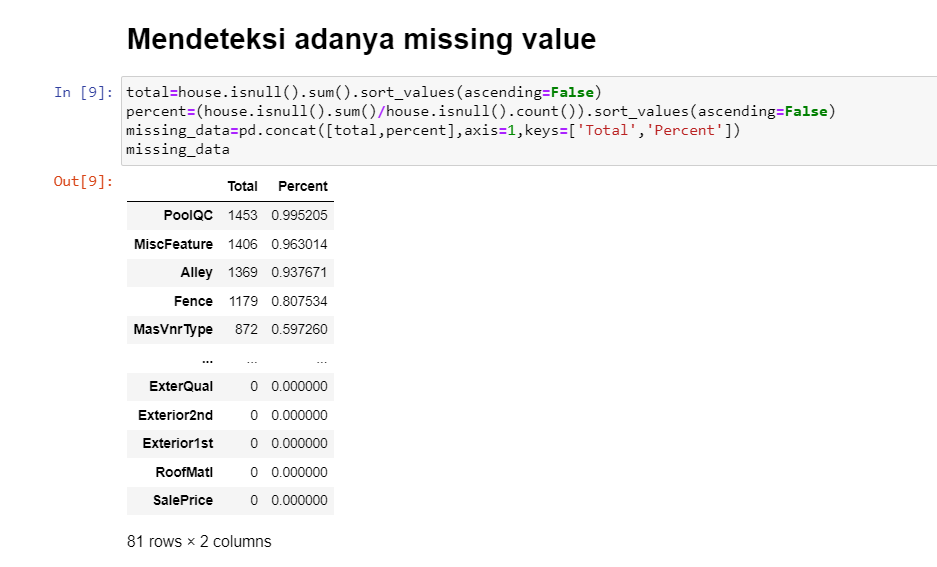 Mendeteksi adanya missing value
In [9]: total=house.isnull().sum().sort_values(ascending=False)
percent=(house.isnull().sum()/house.isnull().count()).sort_values(ascending=False)
missing_data=pd.concat([total,percent],axis=1,keys=['Total','Percent'])
missing_data
Out[9]:
Total Percent
PoolQC 1453 0.995205
MiscFeature 1406 0.963014
Alley 1369 0.937671
Fence 1179 0.807534
MasVnrType 872 0.597260
... ... ...
ExterQual 0 0.000000
Exterior2nd 0 0.000000
Exterior1st 0 0.000000
RoofMatl 0 0.000000
SalePrice 0 0.000000
81 rows × 2 columns